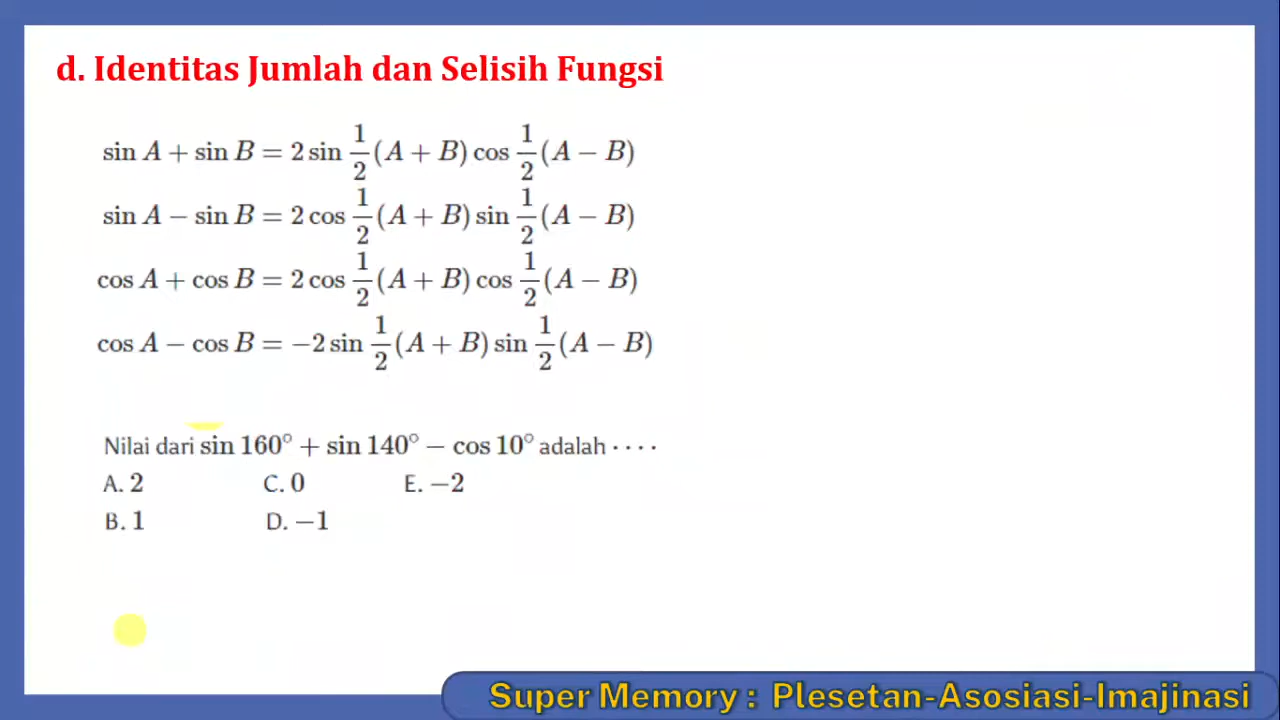 d. Identitas Jumlah dan Selisih Fungsi
sin A + sin B = 2 sin 1/2 (A + B) cos 1/2 (A − B)
sin A − sin B = 2 cos 1/2 (A + B) sin 1/2 (A − B)
cos A + cos B = 2 cos 1/2 (A + B) cos 1/2 (A − B)
cos A − cos B = −2 sin 1/2 (A + B) sin 1/2 (A − B)
Nilai dari sin 160° + sin 140° − cos 10° adalah · · · ·
A. 2 C. 0 E. −2
B. 1 D. −1
Super Memory : Plesetan-Asosiasi-Imajinasi